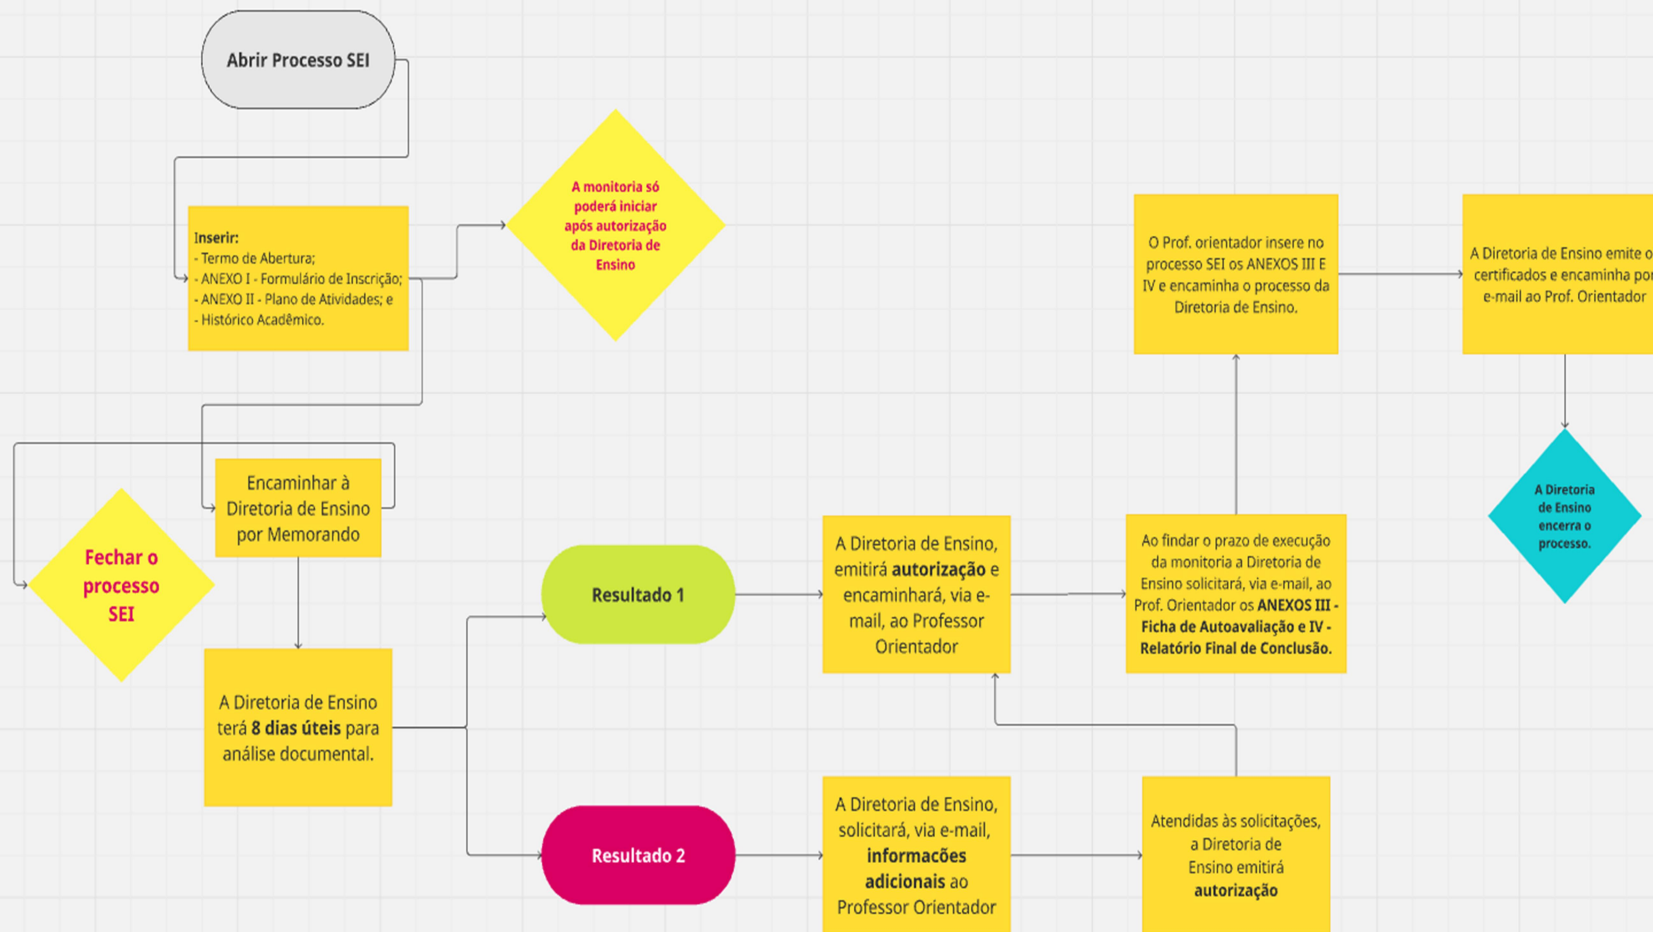 Abrir Processo SEI
A monitoria só
poderá iniciar
após autorização
da Diretoria de
Ensino
Inserir:
- Termo de Abertura;
- ANEXO I - Formulário de Inscrição;
- ANEXO II - Plano de Atividades; e
- Histórico Acadêmico.
Encaminhar à
Diretoria de Ensino
por Memorando
Fechar o
processo
SEI
A Diretoria de Ensino
terá 8 dias úteis para
análise documental.
Resultado 1
A Diretoria de Ensino,
emitirá autorização e
encaminhará, via e-
mail, ao Professor
Orientador
Ao findar o prazo de execução
da monitoria a Diretoria de
Ensino solicitará, via e-mail, ao
Prof. Orientador os ANEXOS III -
Ficha de Autoavaliação e IV -
Relatório Final de Conclusão.
O Prof. orientador insere no
processo SEI os ANEXOS III E
IV e encaminha o processo da
Diretoria de Ensino.
A Diretoria de Ensino emite o
certificados e encaminha por
e-mail ao Prof. Orientador
A Diretoria
de Ensino
encerra o
processo.
Resultado 2
A Diretoria de Ensino,
solicitará, via e-mail,
informacões
adicionais ao
Professor Orientador
Atendidas às solicitações,
a Diretoria de
Ensino emitirá
autorização